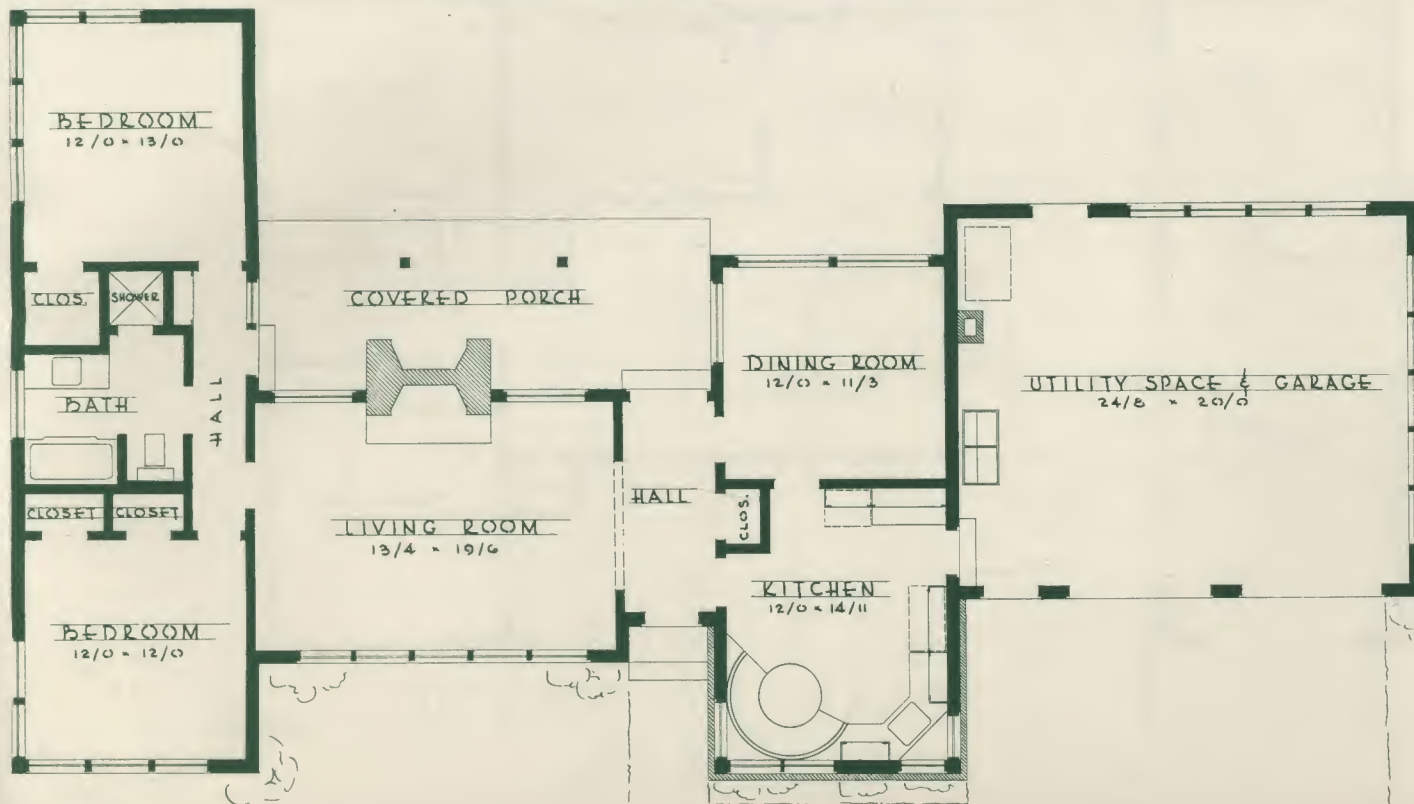 BEDROOM
12/0 × 13/0
CLOS.
SHOWER
COVERED PORCH
DINING ROOM
12/0 × 11/3
UTILITY SPACE & GARAGE
24/8 × 20/0
BATH
HALL
HALL
CLOS.
CLOSET
CLOSET
LIVING ROOM
13/4 × 19/6
KITCHEN
12/0 × 14/11
BEDROOM
12/0 × 12/0